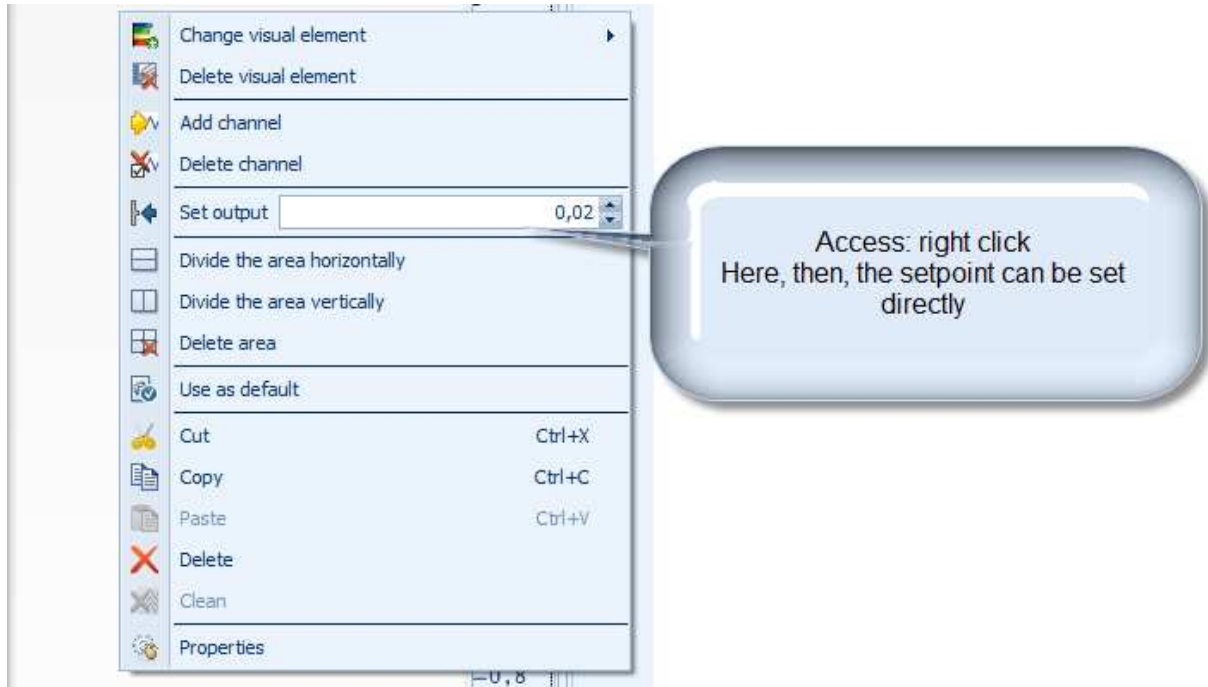 Change visual element
Delete visual element
Add channel
Delete channel
Set output 0,02
Divide the area horizontally
Divide the area vertically
Delete area
Use as default
Cut Ctrl+X
Copy Ctrl+C
Paste Ctrl+V
Delete
Clean
Properties
-0,8
Access: right click
Here, then, the setpoint can be set
directly